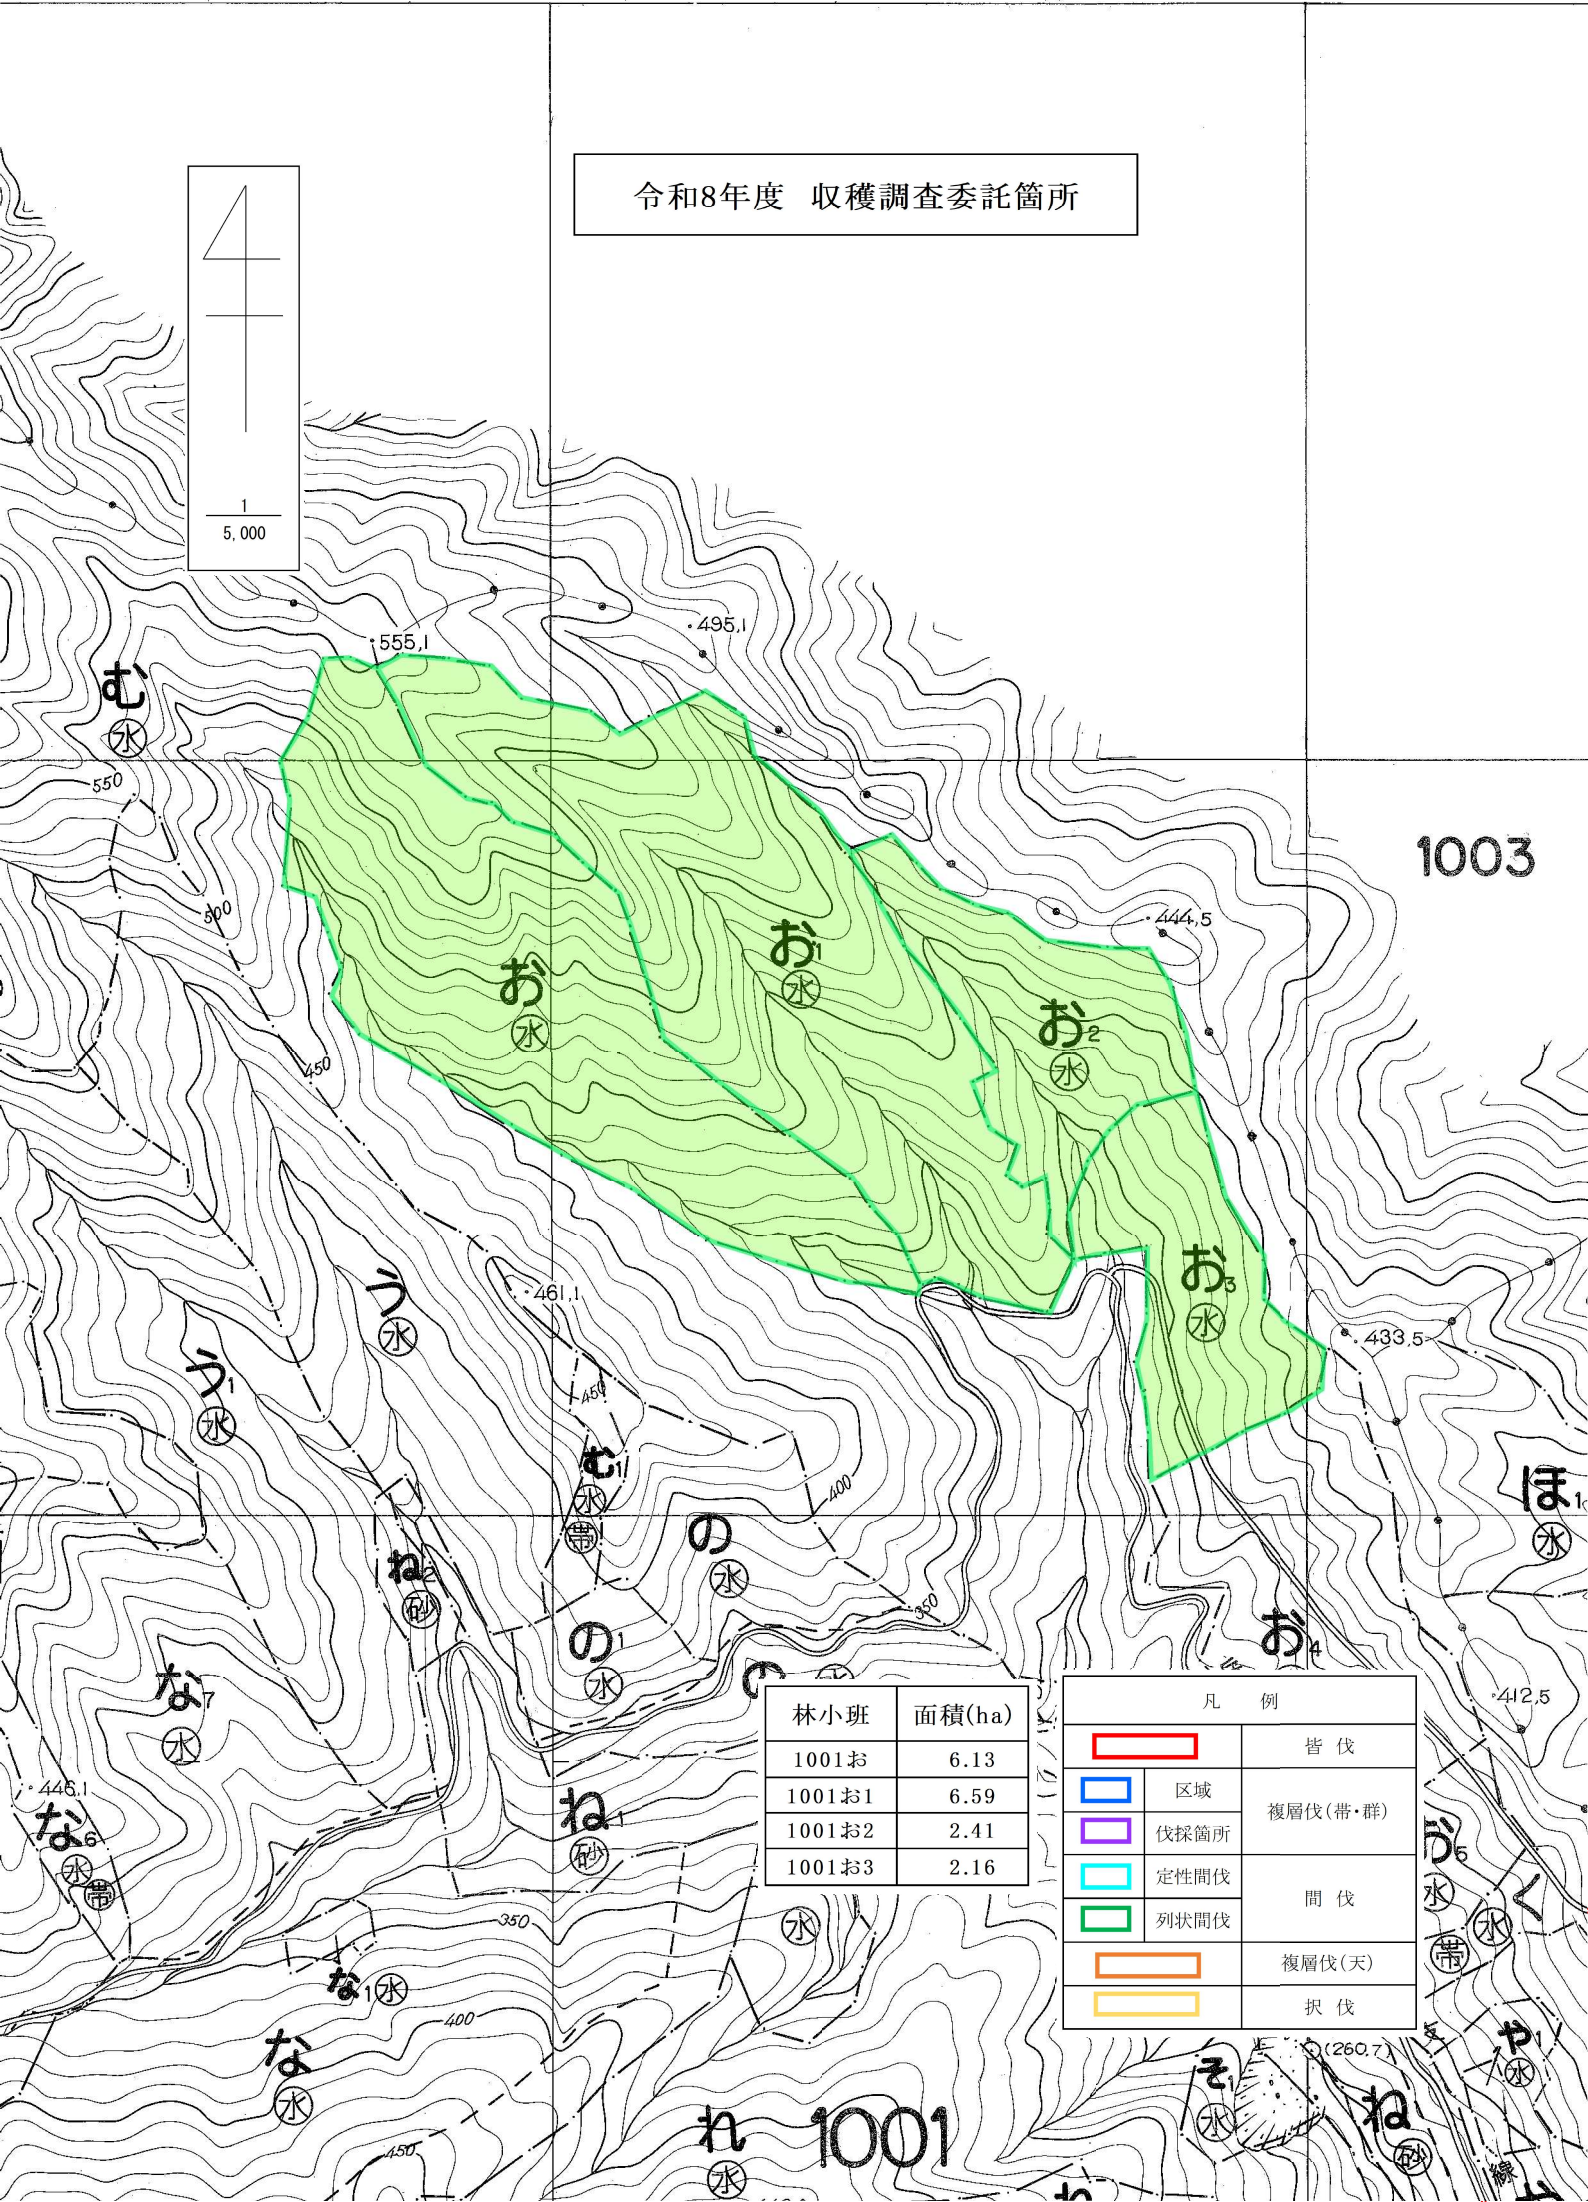 令和8年度 収穫調査委託箇所
1
5,000
555,1
495,1
む
水
550
1003
500
444,5
お1
水
お
水
お2
水
450
お3
水
う
水
461,1
433,5
う1
水
450
む1
水
帯
400
の
水
ほ1
水
ね2
砂
350
の1
水
お4
な7
水
412,5
446,1
な6
水
帯
ね1
砂
林小班 面積(ha)
1001お 6.13
1001お1 6.59
1001お2 2.41
1001お3 2.16
凡 例
皆 伐
区域
複層伐(帯・群)
伐採箇所
定性間伐
間 伐
列状間伐
複層伐(天)
択 伐
お5
水
く
水
帯
350
水
な1水
400
な
水
(260,7)
や1
水
そ1
水
ね
砂
450
れ
水
1001
線